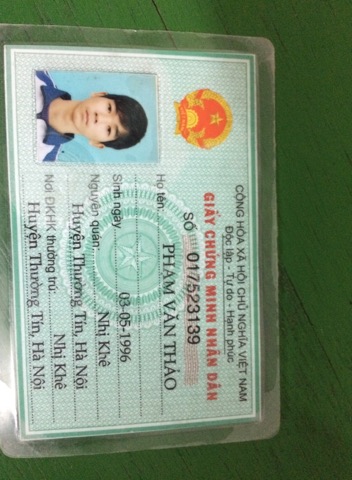 CỘNG HÒA XÃ HỘI CHỦ NGHĨA VIỆT NAM
Độc lập - Tự do - Hạnh phúc
GIẤY CHỨNG MINH NHÂN DÂN
SỐ 017523139
Họ tên: PHẠM VĂN THẢO
Sinh ngày 03-05-1996
Nguyên quán: Nhị Khê
Huyện Thường Tín, Hà Nội
Nơi ĐKHK thường trú: Nhị Khê
Huyện Thường Tín, Hà Nội